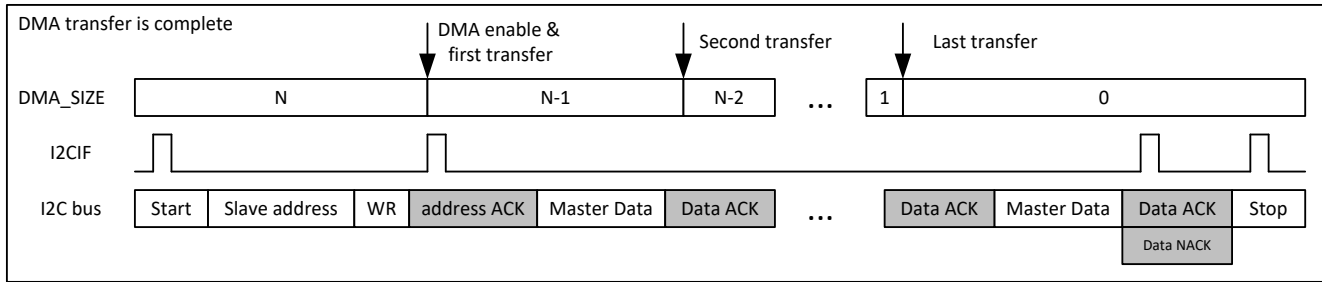 DMA transfer is complete
DMA enable &
first transfer
Second transfer
Last transfer
DMA_SIZE N N-1 N-2 ... 1 0
I2CIF
I2C bus Start Slave address WR address ACK Master Data Data ACK ... Data ACK Master Data Data ACK Stop
Data NACK